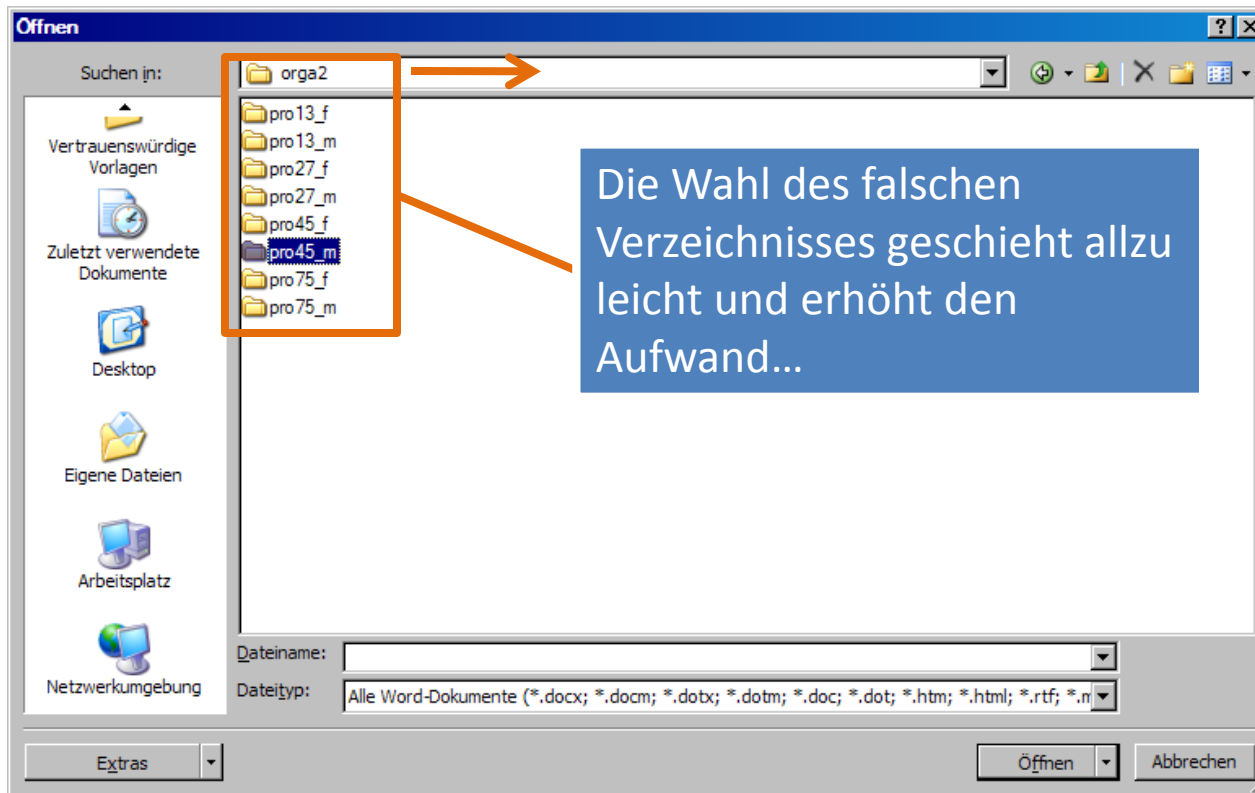 Öffnen
Suchen in:
orga2
Vertrauenswürdige
Vorlagen
Zuletzt verwendete
Dokumente
Desktop
Eigene Dateien
Arbeitsplatz
Netzwerkumgebung
pro13_f
pro13_m
pro27_f
pro27_m
pro45_f
pro45_m
pro75_f
pro75_m
Die Wahl des falschen
Verzeichnisses geschieht allzu
leicht und erhöht den
Aufwand...
Dateiname:
Dateityp:
Alle Word-Dokumente (*.docx; *.docm; *.dotx; *.dotm; *.doc; *.dot; *.htm; *.html; *.rtf; *.m
Extras
Öffnen
Abbrechen